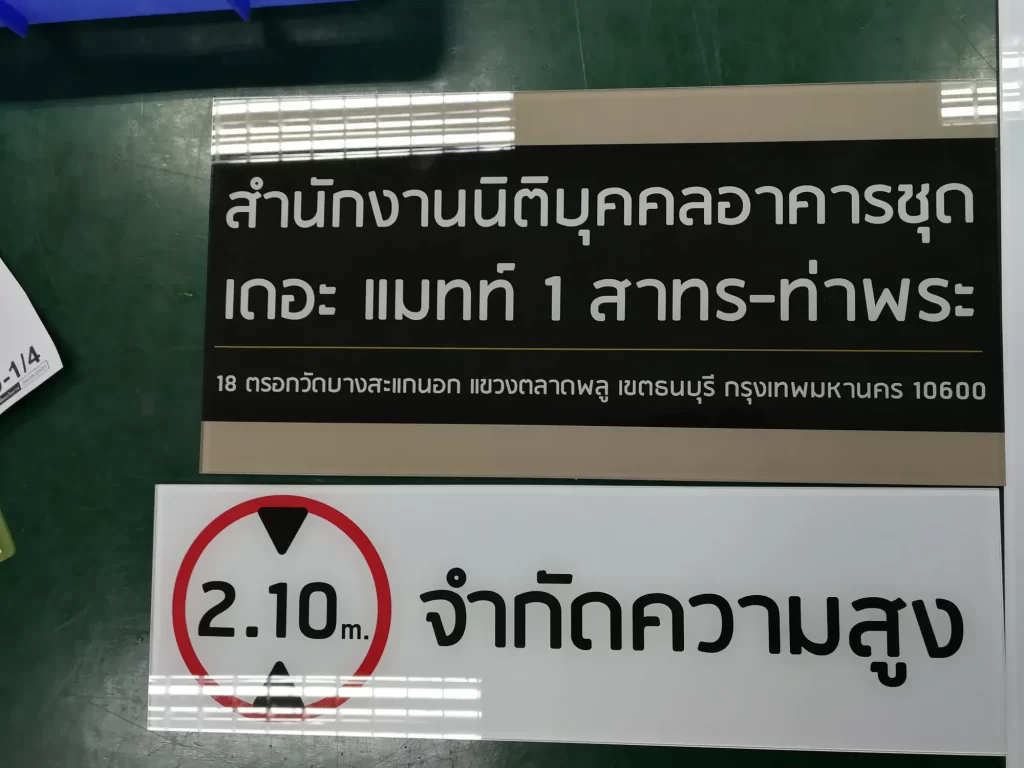 สำนักงานนิติบุคคลอาคารชุด
เดอะ แมทท์ 1 สาทร-ท่าพระ
18 ตรอกวัดบางสะแกนอก แขวงตลาดพลู เขตธนบุรี กรุงเทพมหานคร 10600
-1/4
2.10m.
จำกัดความสูง